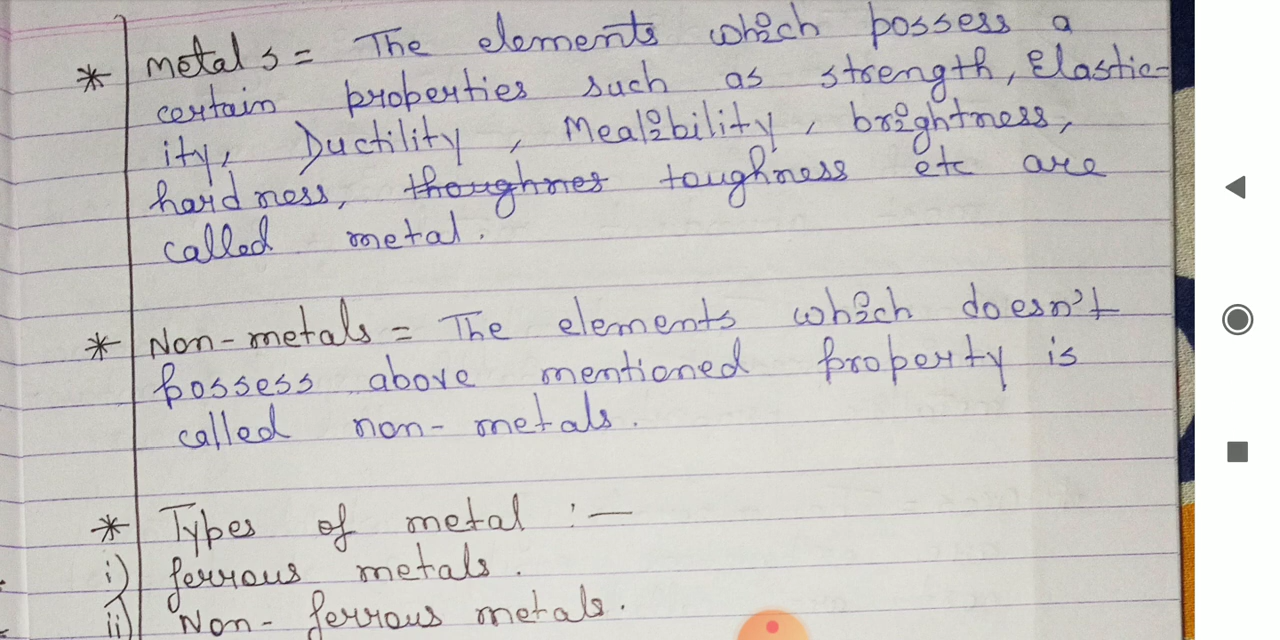 * metals = The elements which possess a
certain properties such as strength, Elastic-
ity, Ductility, Mealibility, brightness,
hardness, thoughnes toughness etc are
called metal.
* Non-metals = The elements which doesn't
possess above mentioned property is
called non-metals.
* Types of metal :-
i) ferrous metals.
ii) Non-ferrous metals.